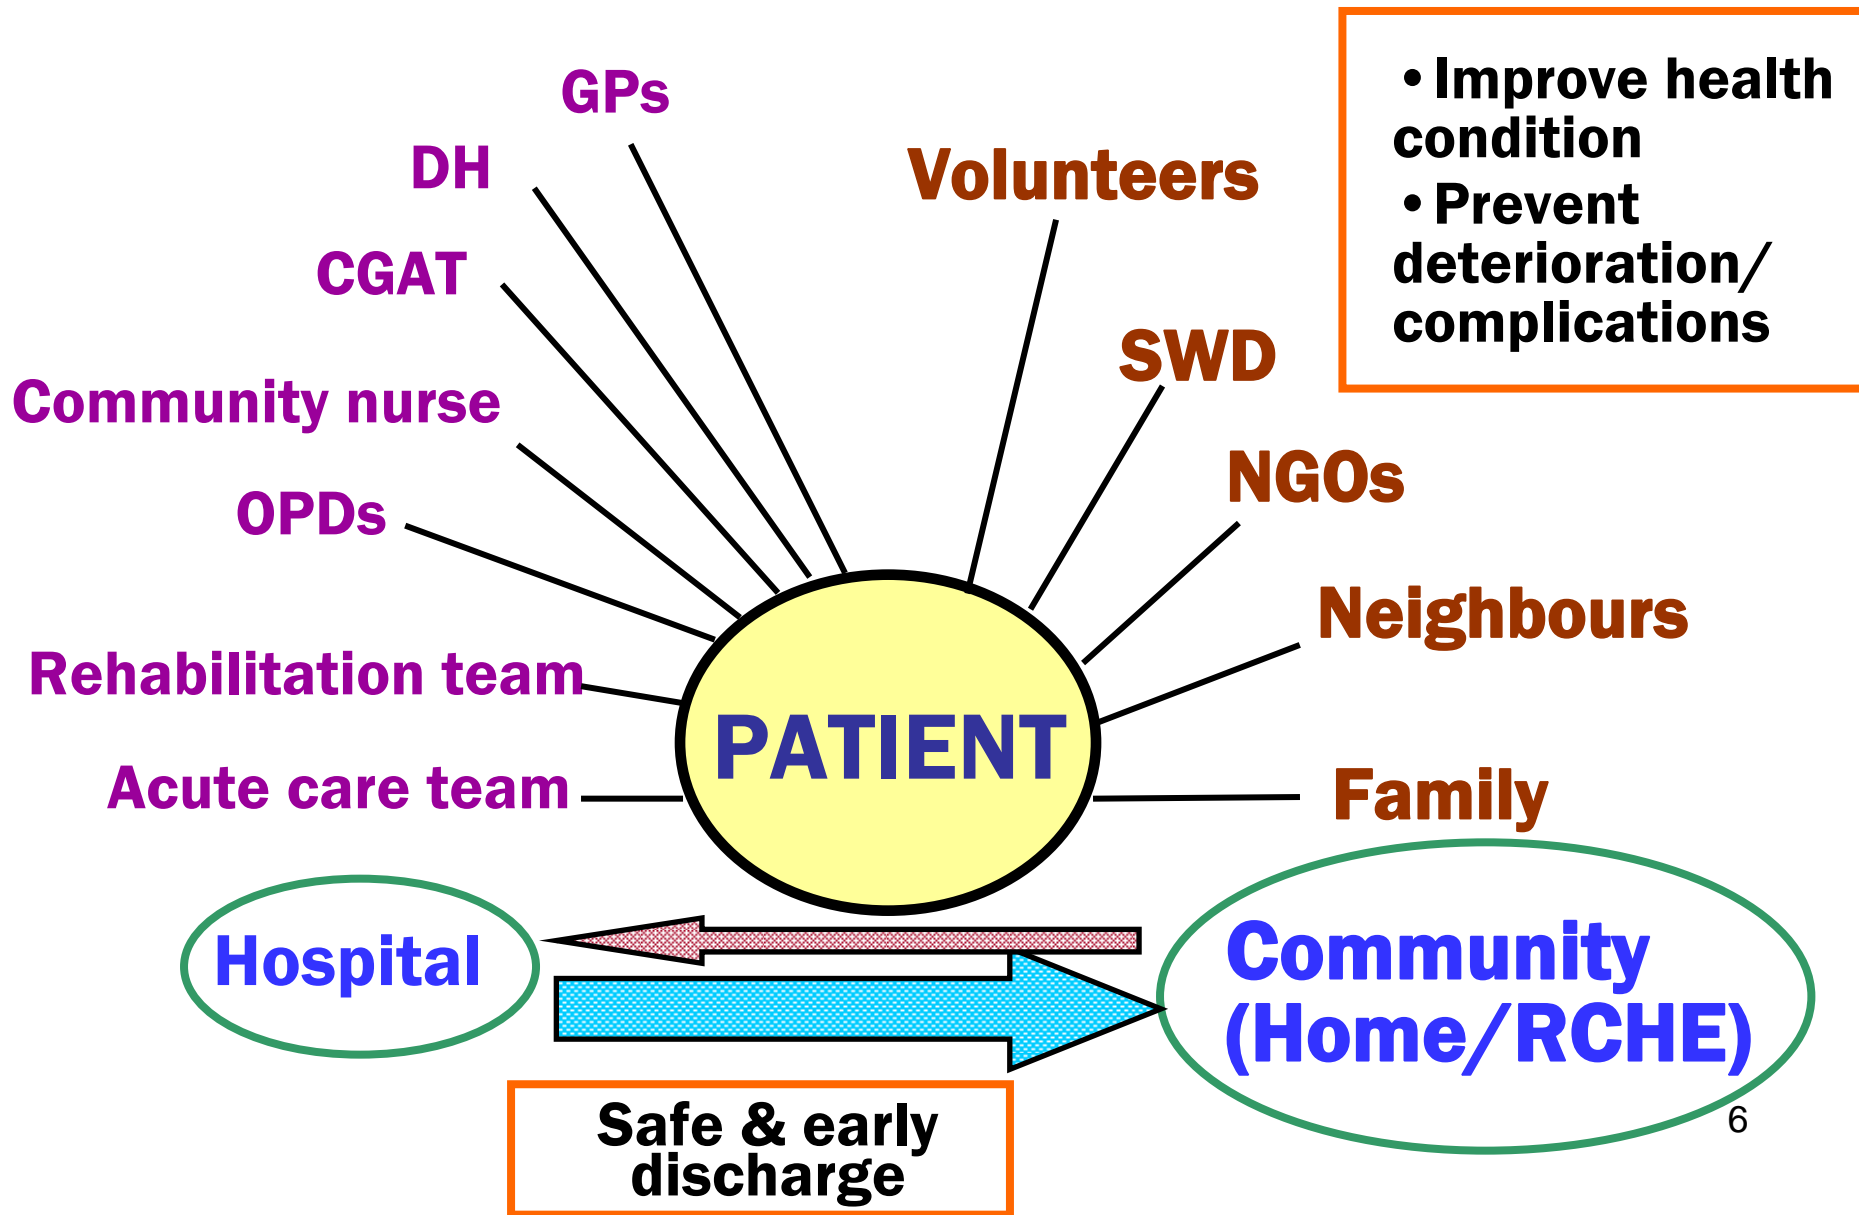 GPs
DH
CGAT
Community nurse
OPDs
Rehabilitation team
Acute care team
Volunteers
SWD
NGOs
Neighbours
Family
• Improve health
condition
• Prevent
deterioration/
complications
PATIENT
Hospital
Community
(Home/RCHE)
Safe & early
discharge
6